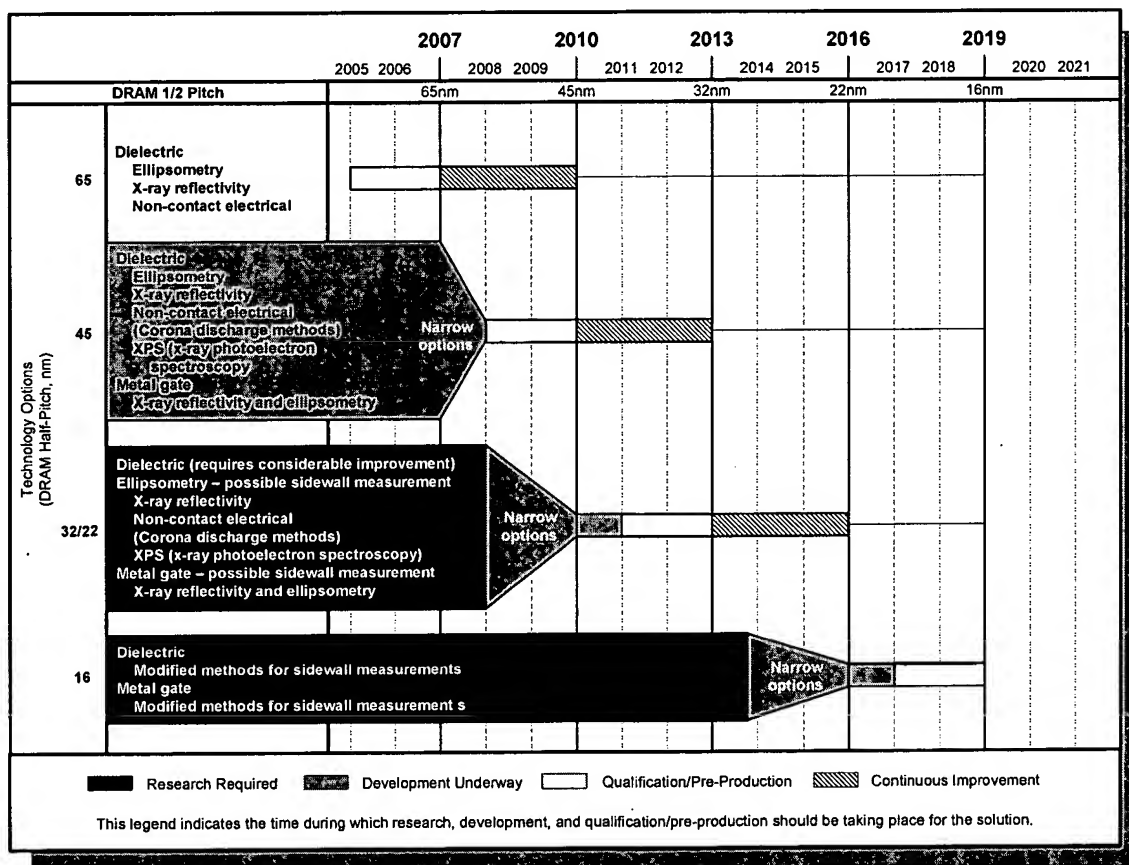 2007 2010 2013 2016 2019
2005 2006 2008 2009 2011 2012 2014 2015 2017 2018 2020 2021
DRAM 1/2 Pitch 65nm 45nm 32nm 22nm 16nm
Technology Options
(DRAM Half-Pitch, nm)
65
Dielectric
Ellipsometry
X-ray reflectivity
Non-contact electrical
45
Dielectric
Ellipsometry
X-ray reflectivity
Non-contact electrical
(Corona discharge methods)
XPS (x-ray photoelectron
spectroscopy
Metal gate
X-ray reflectivity and ellipsometry
Narrow
options
32/22
Dielectric (requires considerable improvement)
Ellipsometry – possible sidewall measurement
X-ray reflectivity
Non-contact electrical
(Corona discharge methods)
XPS (x-ray photoelectron spectroscopy)
Metal gate – possible sidewall measurement
X-ray reflectivity and ellipsometry
Narrow
options
16
Dielectric
Modified methods for sidewall measurements
Metal gate
Modified methods for sidewall measurement s
Narrow
options
Research Required Development Underway Qualification/Pre-Production Continuous Improvement
This legend indicates the time during which research, development, and qualification/pre-production should be taking place for the solution.